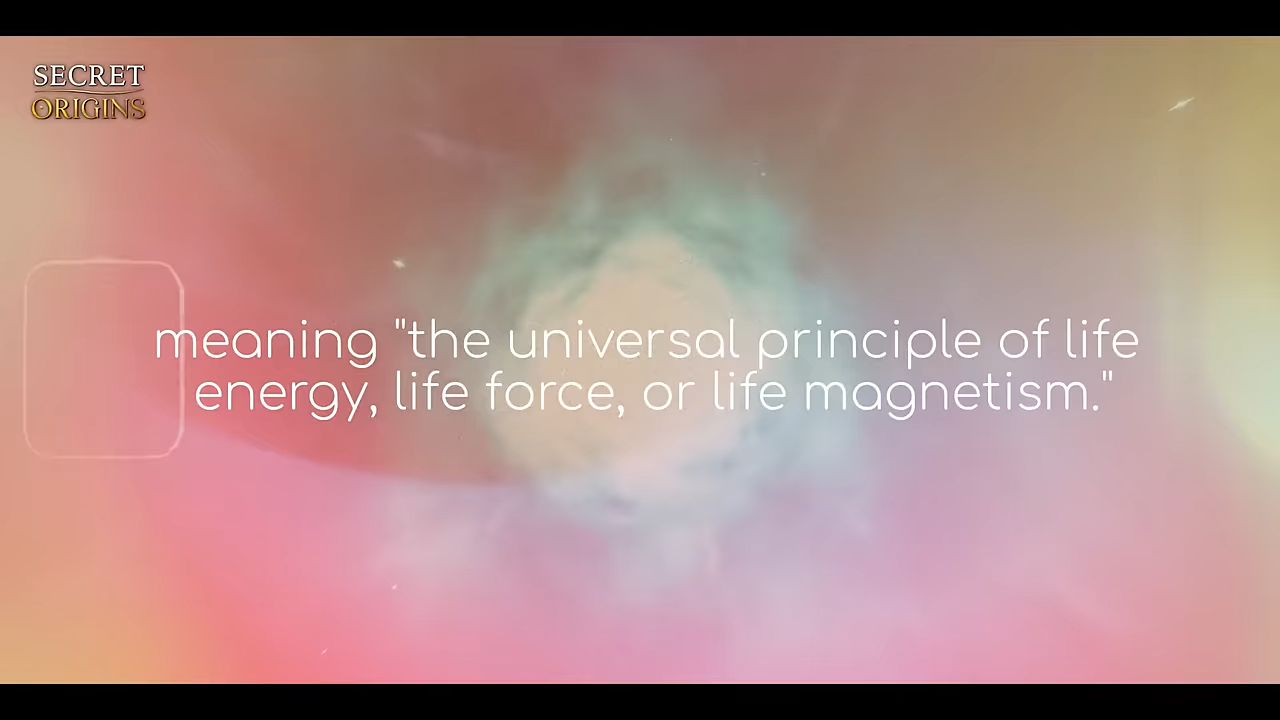 SECRET
ORIGINS
meaning "the universal principle of life
energy, life force, or life magnetism."